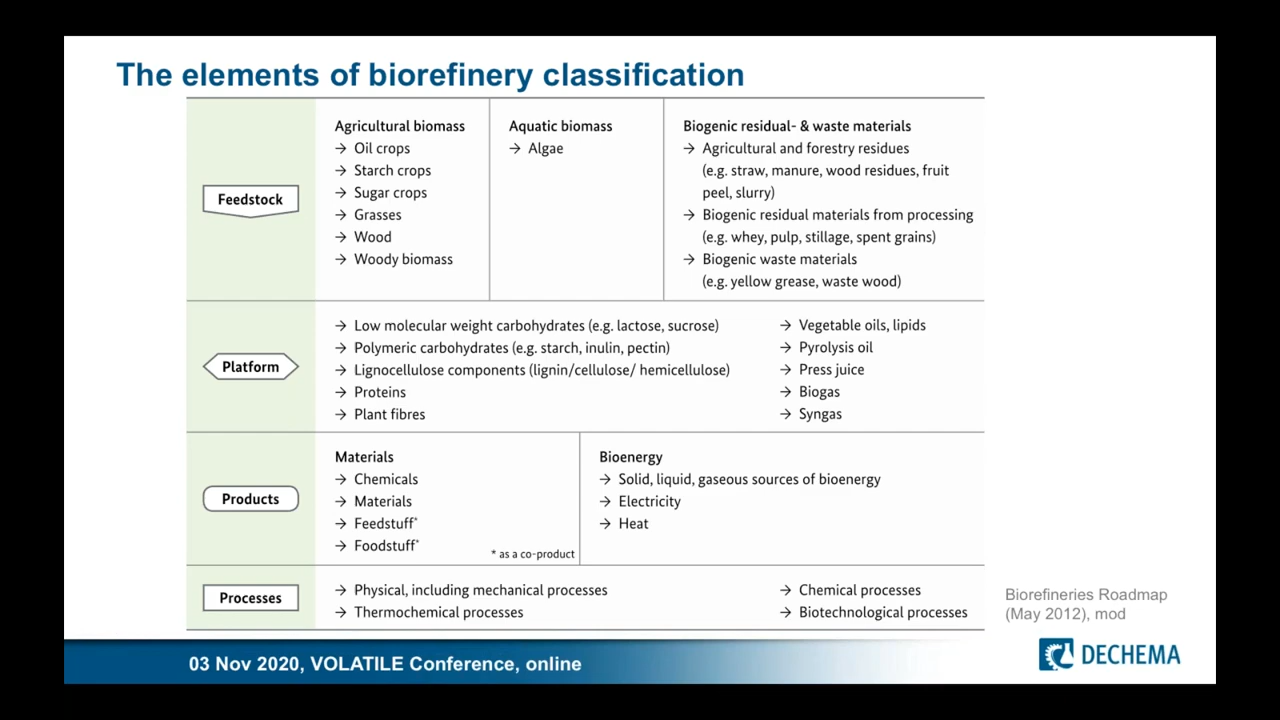 The elements of biorefinery classification
Feedstock
Agricultural biomass
→ Oil crops
→ Starch crops
→ Sugar crops
→ Grasses
→ Wood
→ Woody biomass
Aquatic biomass
→ Algae
Biogenic residual- & waste materials
→ Agricultural and forestry residues
(e.g. straw, manure, wood residues, fruit
peel, slurry)
→ Biogenic residual materials from processing
(e.g. whey, pulp, stillage, spent grains)
→ Biogenic waste materials
(e.g. yellow grease, waste wood)
Platform
→ Low molecular weight carbohydrates (e.g. lactose, sucrose)
→ Polymeric carbohydrates (e.g. starch, inulin, pectin)
→ Lignocellulose components (lignin/cellulose/ hemicellulose)
→ Proteins
→ Plant fibres
→ Vegetable oils, lipids
→ Pyrolysis oil
→ Press juice
→ Biogas
→ Syngas
Products
Materials
→ Chemicals
→ Materials
→ Feedstuff*
→ Foodstuff*
* as a co-product
Bioenergy
→ Solid, liquid, gaseous sources of bioenergy
→ Electricity
→ Heat
Processes
→ Physical, including mechanical processes
→ Thermochemical processes
→ Chemical processes
→ Biotechnological processes
Biorefineries Roadmap
(May 2012), mod
03 Nov 2020, VOLATILE Conference, online
DECHEMA